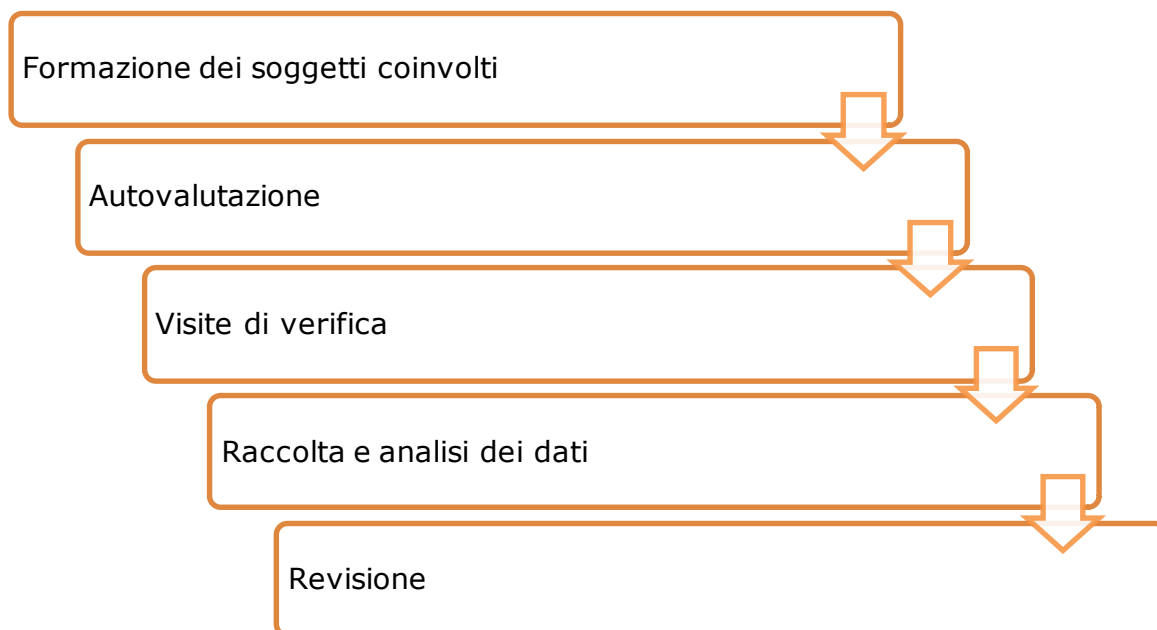 Formazione dei soggetti coinvolti
Autovalutazione
Visite di verifica
Raccolta e analisi dei dati
Revisione